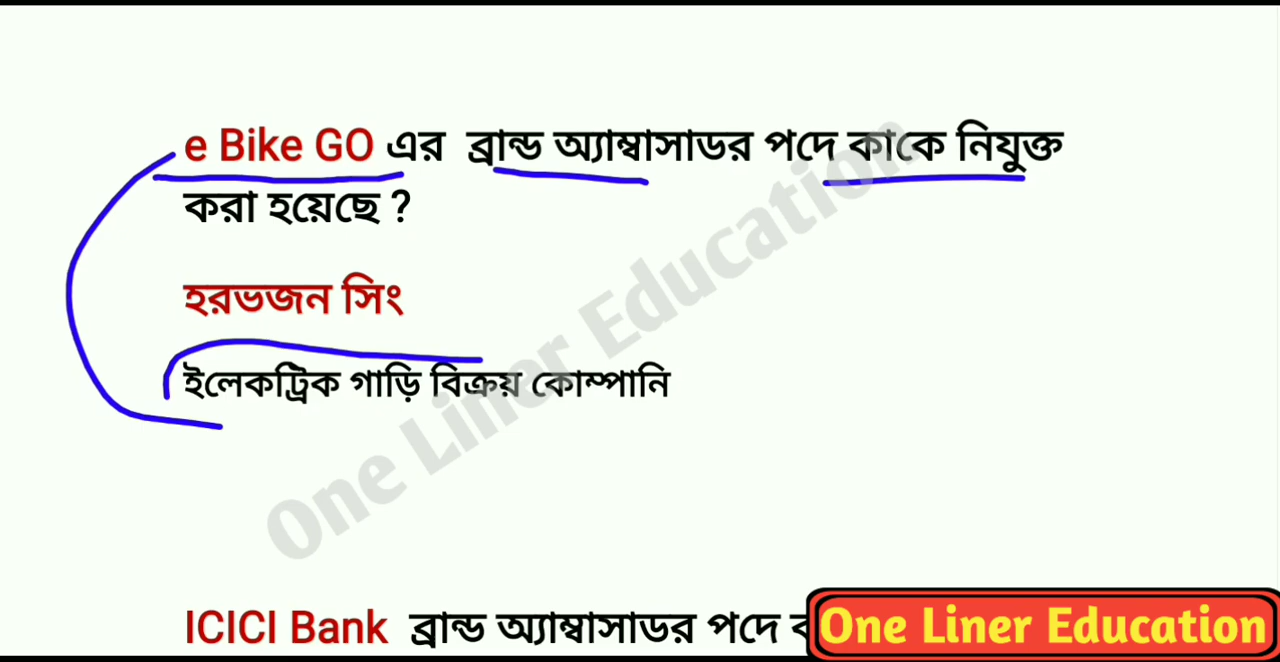 e Bike GO এর ব্রান্ড অ্যাম্বাসাডর পদে কাকে নিযুক্ত
করা হয়েছে ?
হরভজন সিং
ইলেকট্রিক গাড়ি বিক্রয় কোম্পানি
One Liner Education
ICICI Bank ব্রান্ড অ্যাম্বাসাডর পদে
One Liner Education